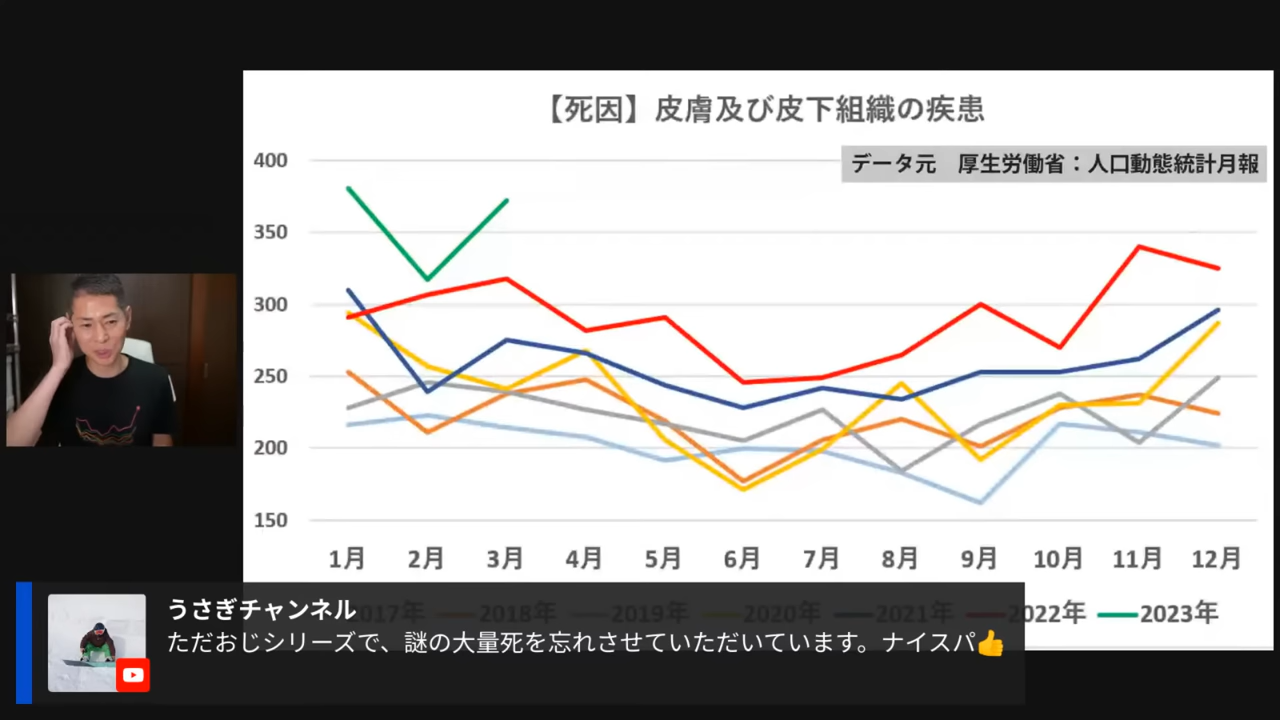 【死因】皮膚及び皮下組織の疾患
データ元　厚生労働省：人口動態統計月報
400
350
300
250
200
150
1月 2月 3月 4月 5月 6月 7月 8月 9月 10月 11月 12月
2017年 2018年 2019年 2020年 2021年 2022年 2023年
うさぎチャンネル
ただおじシリーズで、謎の大量死を忘れさせていただいています。ナイスパ👍